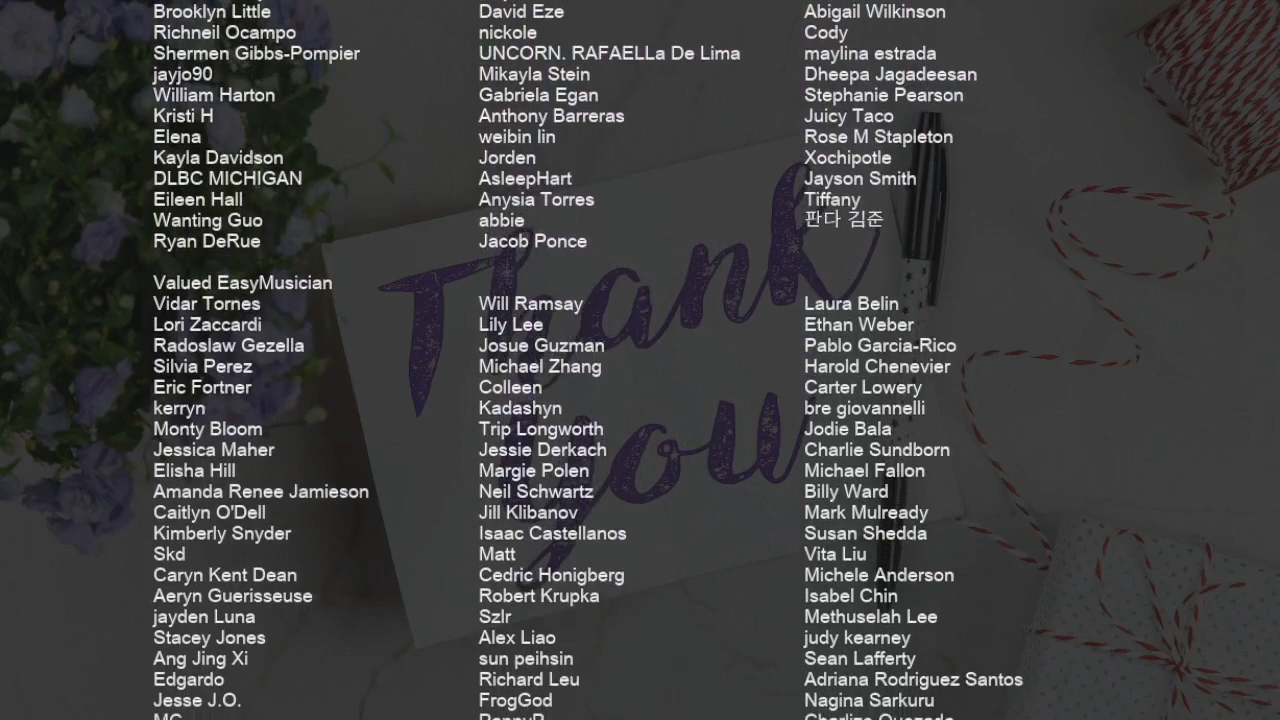 Brooklyn Little
David Eze
Abigail Wilkinson
Richneil Ocampo
nickole
Cody
Shermen Gibbs-Pompier
UNCORN. RAFAELLa De Lima
maylina estrada
jayjo90
Mikayla Stein
Dheepa Jagadeesan
William Harton
Gabriela Egan
Stephanie Pearson
Kristi H
Anthony Barreras
Juicy Taco
Elena
weibin lin
Rose M Stapleton
Kayla Davidson
Jorden
Xochipotle
DLBC MICHIGAN
AsleepHart
Jayson Smith
Eileen Hall
Anysia Torres
Tiffany
Wanting Guo
abbie
판다 김준
Ryan DeRue
Jacob Ponce
Valued EasyMusician
Vidar Tornes
Will Ramsay
Laura Belin
Lori Zaccardi
Lily Lee
Ethan Weber
Radoslaw Gezella
Josue Guzman
Pablo Garcia-Rico
Silvia Perez
Michael Zhang
Harold Chenevier
Eric Fortner
Colleen
Carter Lowery
kerryn
Kadashyn
bre giovannelli
Monty Bloom
Trip Longworth
Jodie Bala
Jessica Maher
Jessie Derkach
Charlie Sundborn
Elisha Hill
Margie Polen
Michael Fallon
Amanda Renee Jamieson
Neil Schwartz
Billy Ward
Caitlyn O'Dell
Jill Klibanov
Mark Mulready
Kimberly Snyder
Isaac Castellanos
Susan Shedda
Skd
Matt
Vita Liu
Caryn Kent Dean
Cedric Honigberg
Michele Anderson
Aeryn Guerisseuse
Robert Krupka
Isabel Chin
jayden Luna
Szlr
Methuselah Lee
Stacey Jones
Alex Liao
judy kearney
Ang Jing Xi
sun peihsin
Sean Lafferty
Edgardo
Richard Leu
Adriana Rodriguez Santos
Jesse J.O.
FrogGod
Nagina Sarkuru
Thank
you